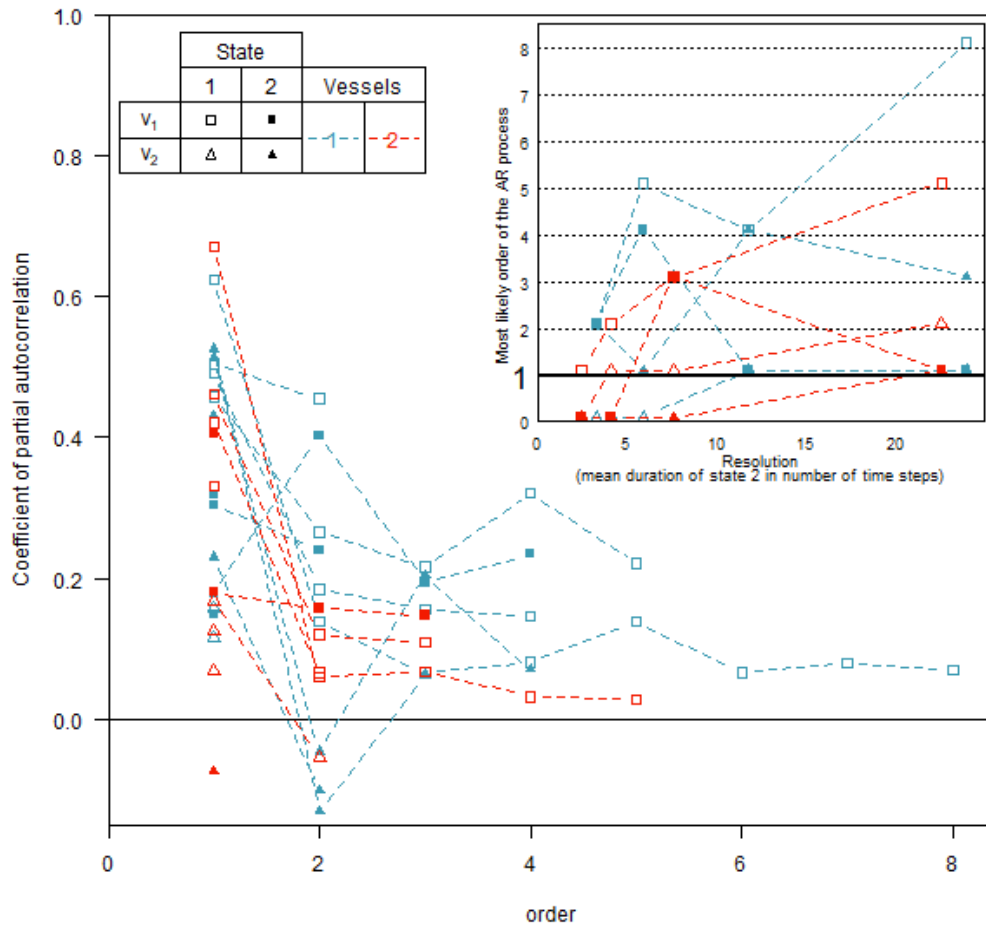 1.0
0.8
0.6
0.4
0.2
0.0
Coefficient of partial autocorrelation
0 2 4 6 8
order
State
1 2 Vessels
v1 1 2
v2
8
7
6
5
4
3
2
1
0
Most likely order of the AR process
0 5 10 15 20
Resolution
(mean duration of state 2 in number of time steps)